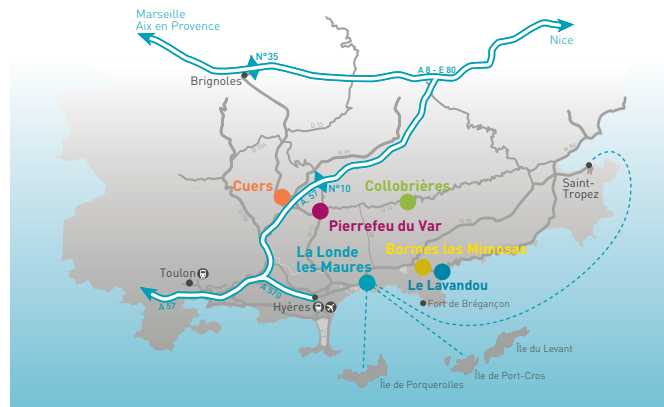 Marseille
Aix en Provence
Nice
N°35
A 8 - E 80
Brignoles
D 13
Cuers
A 57
N°10
Collobrières
Saint-
Tropez
Pierrefeu du Var
La Londe
les Maures
Bormes les Mimosas
Toulon
Le Lavandou
A 570
A 57
Hyères
Fort de Brégançon
Île du Levant
Île de Port-Cros
Île de Porquerolles